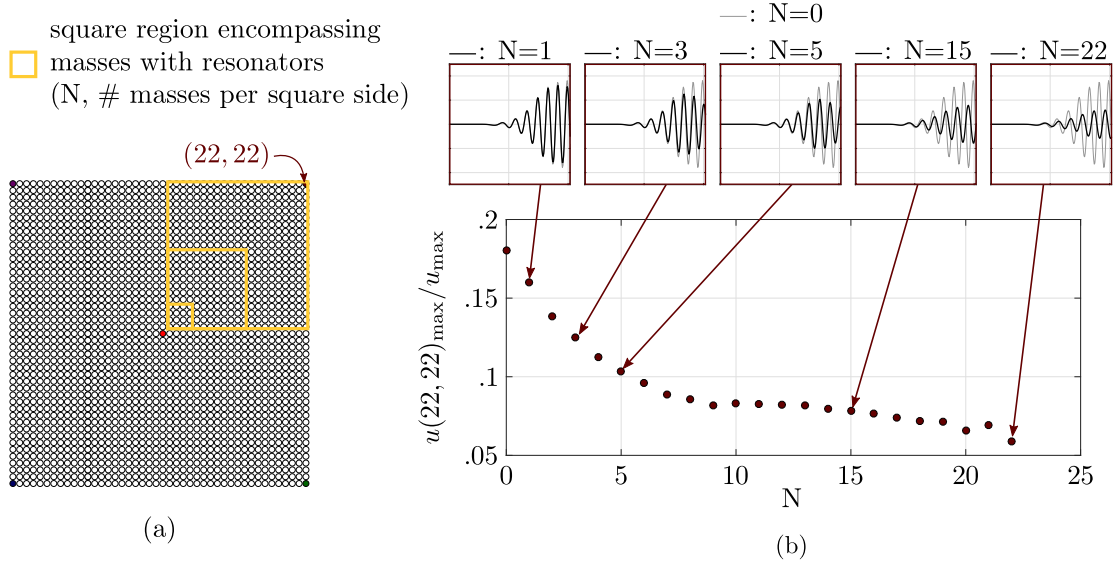 square region encompassing
masses with resonators
(N, # masses per square side)
(22, 22)
(a)
: N=0
: N=1
: N=3
: N=5
: N=15
: N=22
u(22, 22)max/umax
.2
.15
.1
.05
0
5
10
15
20
25
N
(b)